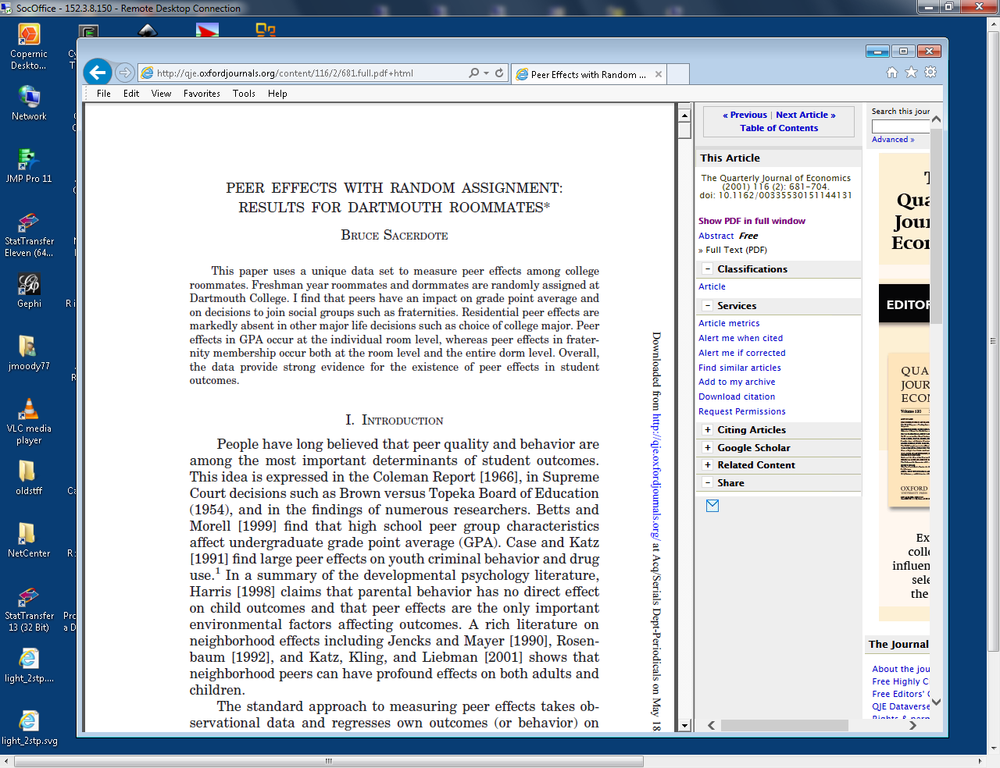 SocOffice - 152.3.8.150 - Remote Desktop Connection
Copernic
Deskto...
Network
JMP Pro 11
StatTransfer
Eleven (64...
Gephi
R i
jmoody77
VLC media
player
oldstff
Ca
NetCenter
R :
StatTransfer
13 (32 Bit)
Pro
a D
light_2stp....
light_2stp.svg
http://qje.oxfordjournals.org/content/116/2/681.full.pdf+html
Peer Effects with Random ...
File Edit View Favorites Tools Help
PEER EFFECTS WITH RANDOM ASSIGNMENT:
RESULTS FOR DARTMOUTH ROOMMATES*
BRUCE SACERDOTE
This paper uses a unique data set to measure peer effects among college
roommates. Freshman year roommates and dormmates are randomly assigned at
Dartmouth College. I find that peers have an impact on grade point average and
on decisions to join social groups such as fraternities. Residential peer effects are
markedly absent in other major life decisions such as choice of college major. Peer
effects in GPA occur at the individual room level, whereas peer effects in frater-
nity membership occur both at the room level and the entire dorm level. Overall,
the data provide strong evidence for the existence of peer effects in student
outcomes.
I. INTRODUCTION
People have long believed that peer quality and behavior are
among the most important determinants of student outcomes.
This idea is expressed in the Coleman Report [1966], in Supreme
Court decisions such as Brown versus Topeka Board of Education
(1954), and in the findings of numerous researchers. Betts and
Morell [1999] find that high school peer group characteristics
affect undergraduate grade point average (GPA). Case and Katz
[1991] find large peer effects on youth criminal behavior and drug
use.1 In a summary of the developmental psychology literature,
Harris [1998] claims that parental behavior has no direct effect
on child outcomes and that peer effects are the only important
environmental factors affecting outcomes. A rich literature on
neighborhood effects including Jencks and Mayer [1990], Rosen-
baum [1992], and Katz, Kling, and Liebman [2001] shows that
neighborhood peers can have profound effects on both adults and
children.
The standard approach to measuring peer effects takes ob-
servational data and regresses own outcomes (or behavior) on
Downloaded from http://qje.oxfordjournals.org/ at Acq/Serials Dept-Periodicals on May 18
« Previous | Next Article »
Table of Contents
This Article
The Quarterly Journal of Economics
(2001) 116 (2): 681-704.
doi: 10.1162/00335530151144131
Show PDF in full window
Abstract Free
» Full Text (PDF)
- Classifications
Article
- Services
Article metrics
Alert me when cited
Alert me if corrected
Find similar articles
Add to my archive
Download citation
Request Permissions
+ Citing Articles
+ Google Scholar
+ Related Content
- Share
Search this jour
Advanced »
T
Qua
Jour
Econ
EDITOR
QUA
JOUR
ECON
OXFORD
Ex
colle
influen
sele
the
The Journal
About the jou
Free Highly C
Free Editors' C
QJE Dataverse
Rights & perm